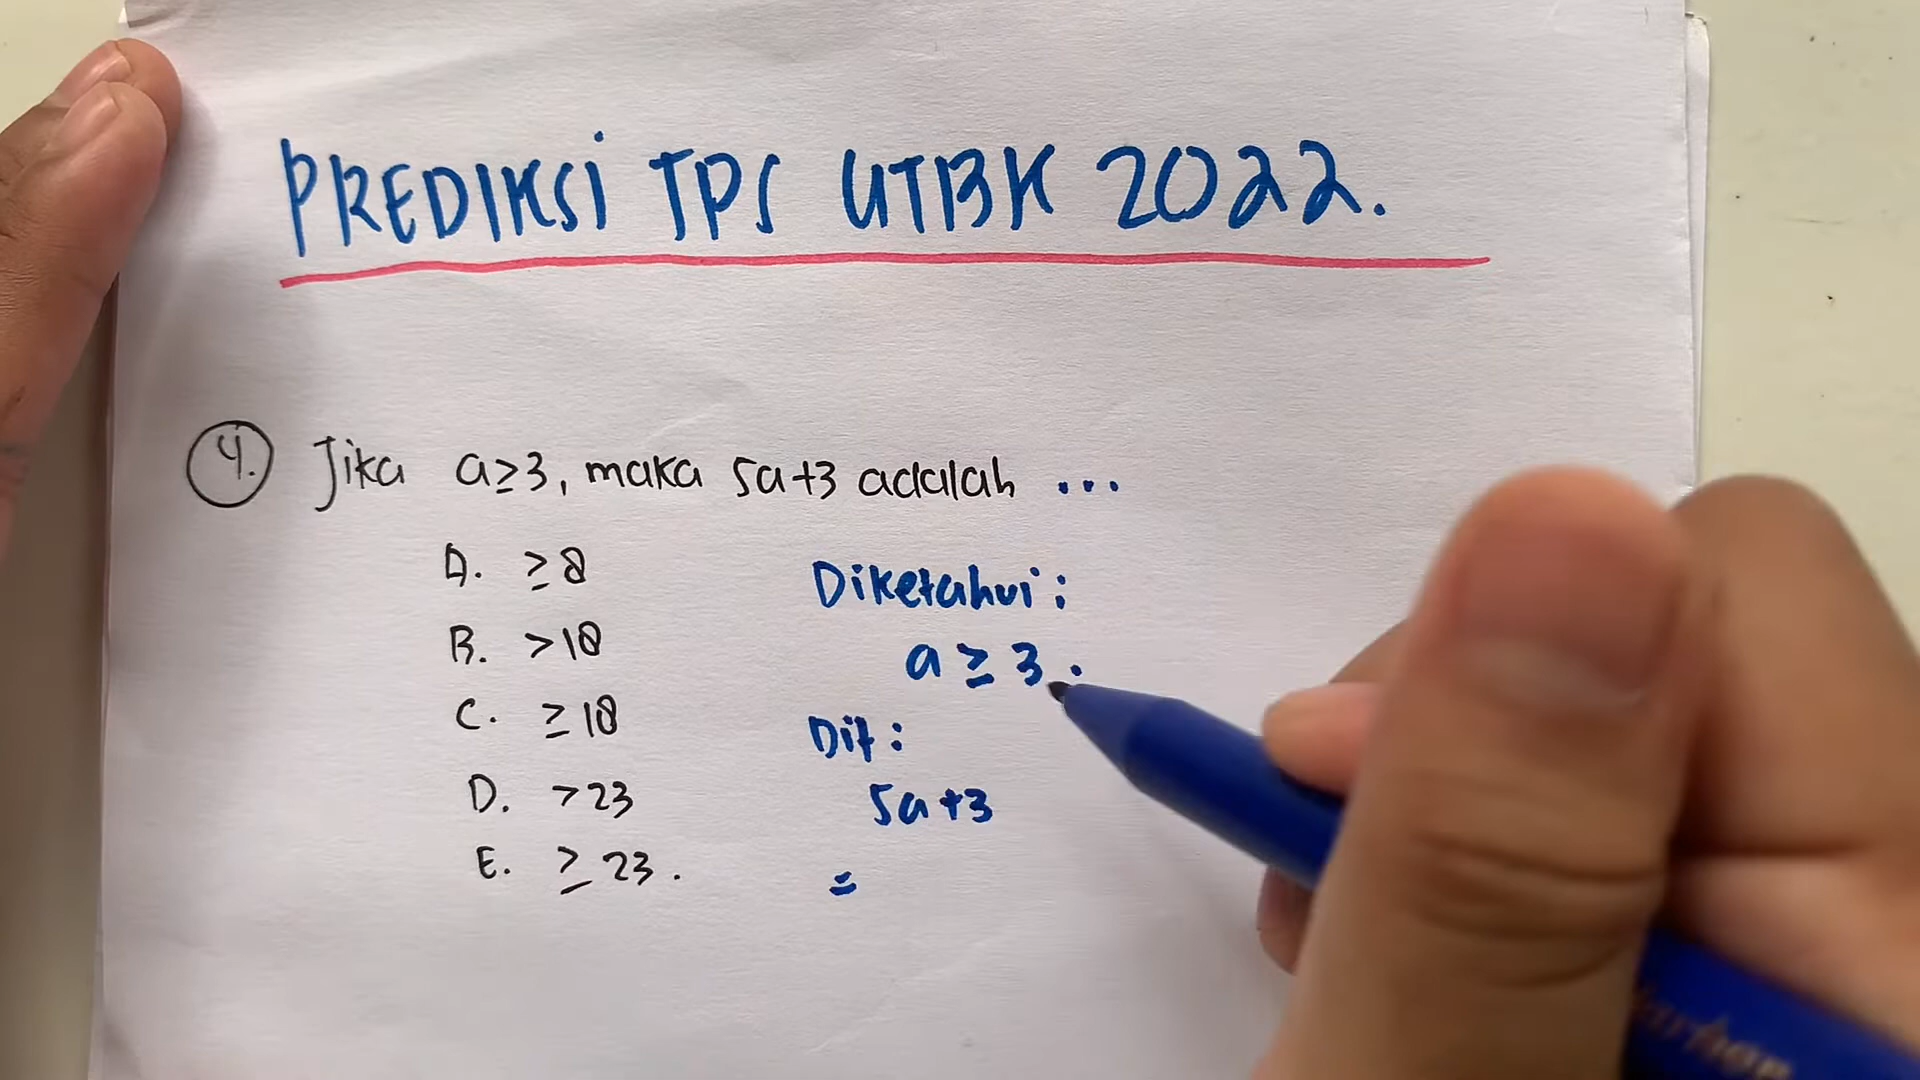 PREDIKSI TPS UTBK 2022.
4. Jika a≥3, maka 5a+3 adalah ...
A. ≥8
B. >18
C. ≥18
D. >23
E. ≥23.
Diketahui:
a ≥ 3.
Dit:
5a+3
=